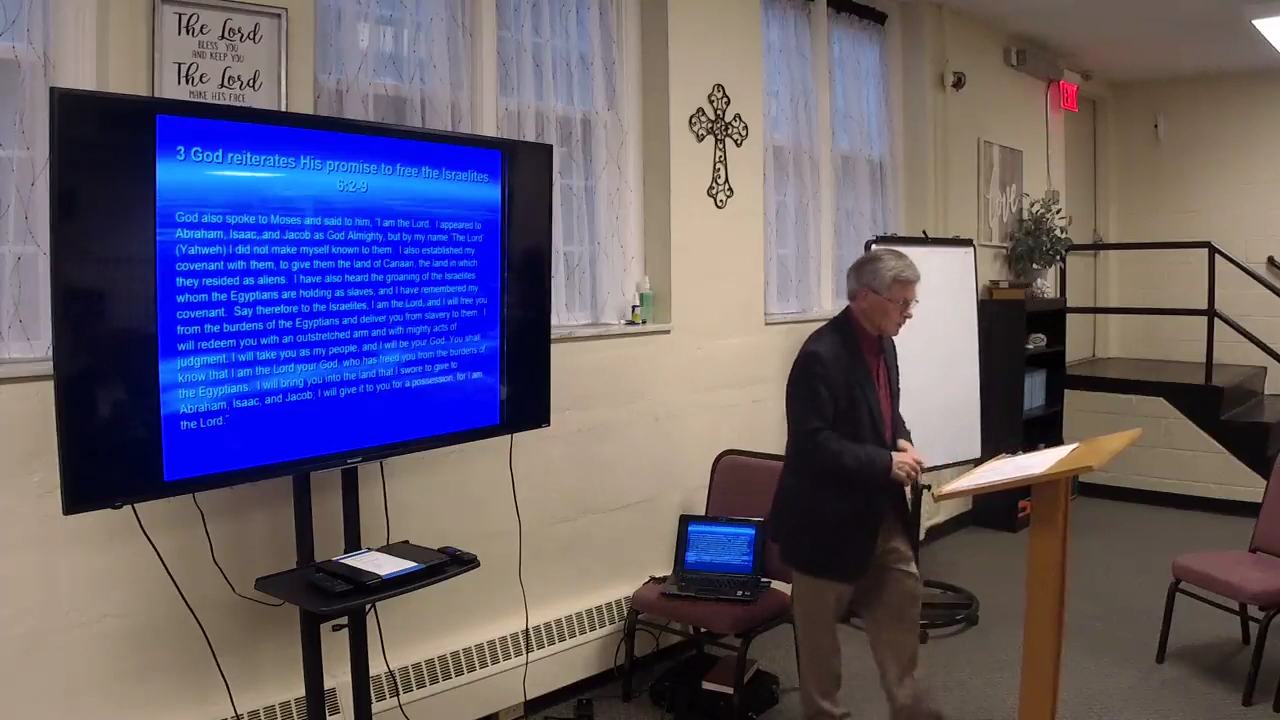 The Lord
BLESS YOU
AND KEEP YOU
The Lord
MAKE HIS FACE
EXIT
love
3 God reiterates His promise to free the Israelites
6:2-9
God also spoke to Moses and said to him, "I am the Lord. I appeared to
Abraham, Isaac, and Jacob as God Almighty, but by my name 'The Lord'
(Yahweh) I did not make myself known to them. I also established my
covenant with them, to give them the land of Canaan, the land in which
they resided as aliens. I have also heard the groaning of the Israelites
whom the Egyptians are holding as slaves, and I have remembered my
covenant. Say therefore to the Israelites, I am the Lord, and I will free you
from the burdens of the Egyptians and deliver you from slavery to them. I
will redeem you with an outstretched arm and with mighty acts of
judgment. I will take you as my people, and I will be your God. You shall
know that I am the Lord your God, who has freed you from the burdens of
the Egyptians. I will bring you into the land that I swore to give to
Abraham, Isaac, and Jacob; I will give it to you for a possession, for I am
the Lord."